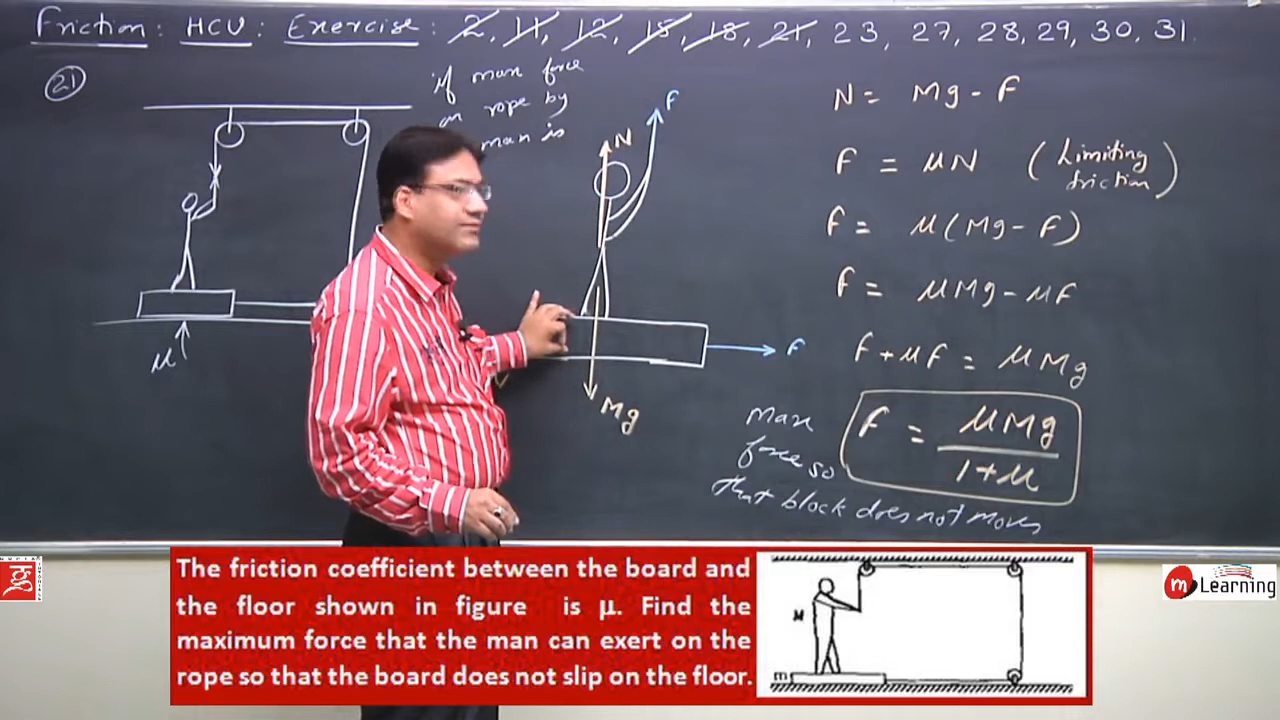 Friction : HCV : Exercise : 2, 11, 12, 15, 18, 21, 23, 27, 28, 29, 30, 31
21
if max force
on rope by
man is
μ
N
F
F
Mg
N = Mg - F
F = μN (Limiting friction)
F = μ(Mg - F)
F = μMg - μF
F + μF = μMg
F = μMg / 1+μ
Max
force so
that block does not moves
The friction coefficient between the board and
the floor shown in figure is μ. Find the
maximum force that the man can exert on the
rope so that the board does not slip on the floor.
M
m
m Learning